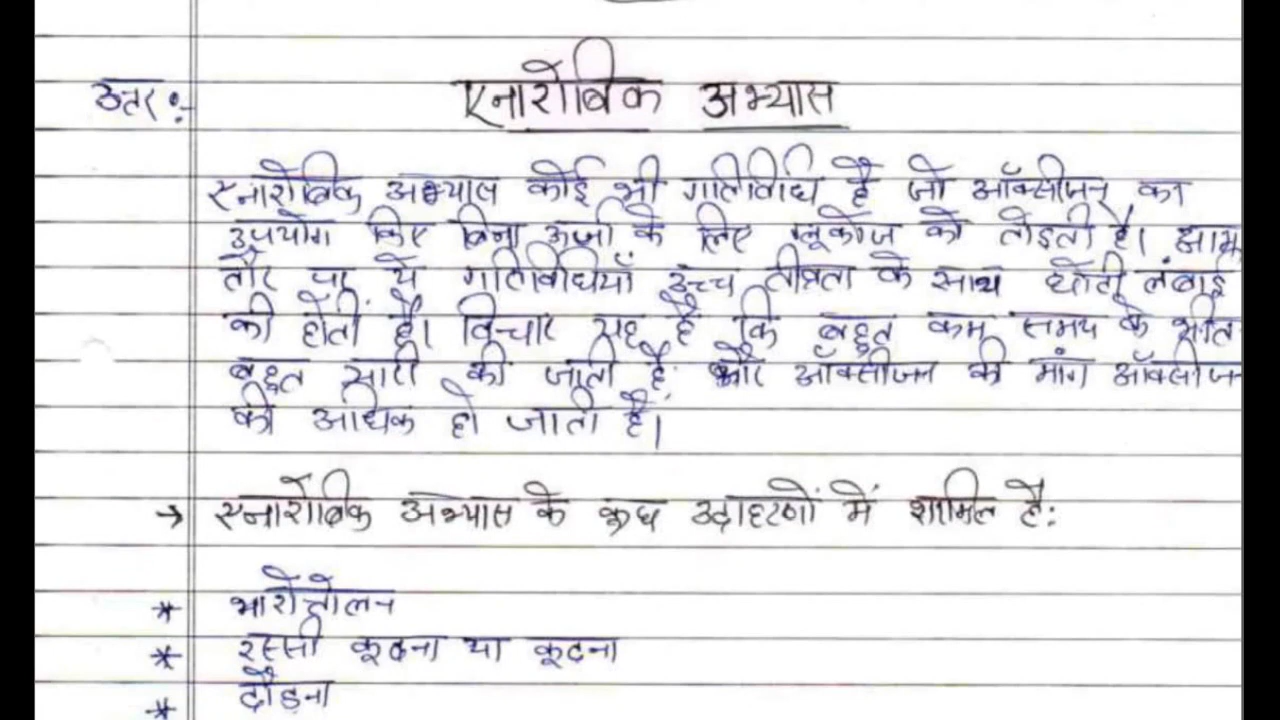 उत्तर :-
एनारोबिक अभ्यास
एनारोबिक अभ्यास कोई भी गतिविधि है जो ऑक्सीजन का
उपयोग किए बिना ऊर्जा के लिए ग्लूकोज को तोड़ती है। आम
तौर पर ये गतिविधियाँ उच्च तीव्रता के साथ छोटी लंबाई
की होतीं है। विचार यह है कि बहुत कम समय के भीत
बहुत सारी की जाती है, और ऑक्सीजन की मांग ऑक्सीजन
की अधिक हो जाती है।
→ एनारोबिक अभ्यास के कुछ उदाहरणों में शामिल है:
* भारोत्तोलन
* रस्सी कूदना या कूदना
* दौड़ना